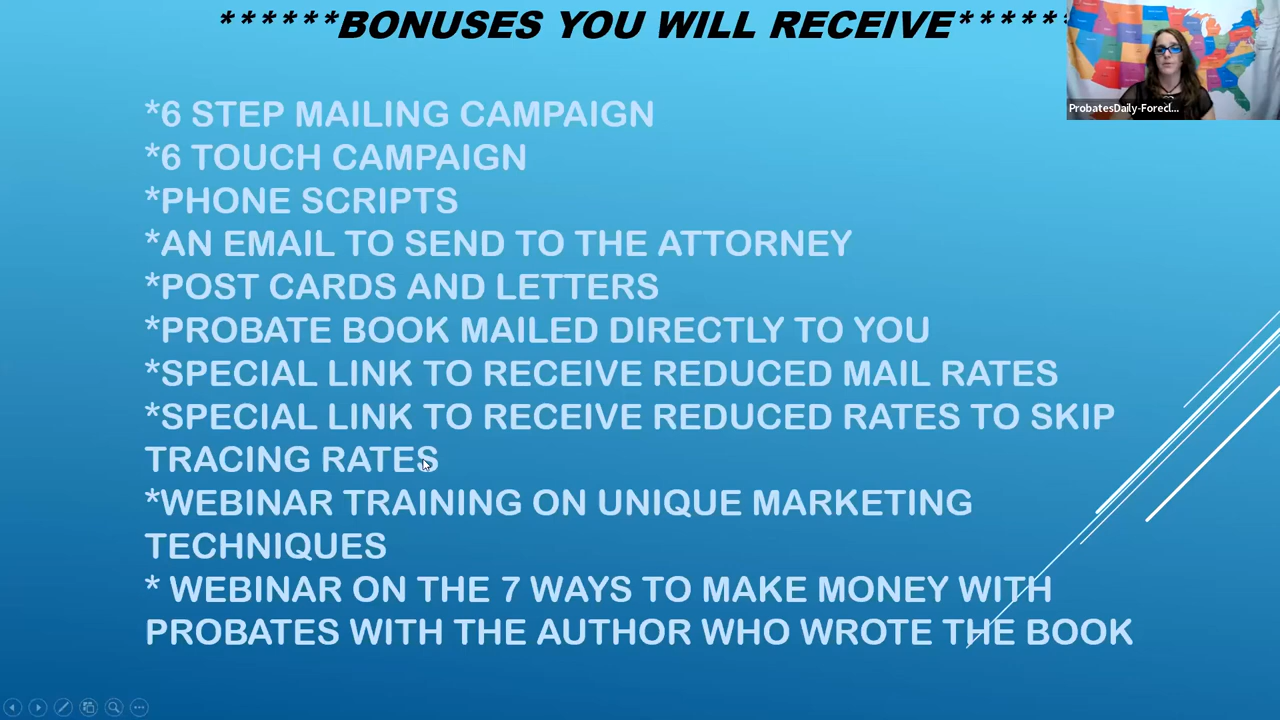 ******BONUSES YOU WILL RECEIVE******
*6 STEP MAILING CAMPAIGN
*6 TOUCH CAMPAIGN
*PHONE SCRIPTS
*AN EMAIL TO SEND TO THE ATTORNEY
*POST CARDS AND LETTERS
*PROBATE BOOK MAILED DIRECTLY TO YOU
*SPECIAL LINK TO RECEIVE REDUCED MAIL RATES
*SPECIAL LINK TO RECEIVE REDUCED RATES TO SKIP
TRACING RATES
*WEBINAR TRAINING ON UNIQUE MARKETING
TECHNIQUES
* WEBINAR ON THE 7 WAYS TO MAKE MONEY WITH
PROBATES WITH THE AUTHOR WHO WROTE THE BOOK
ProbatesDaily-Forecl...